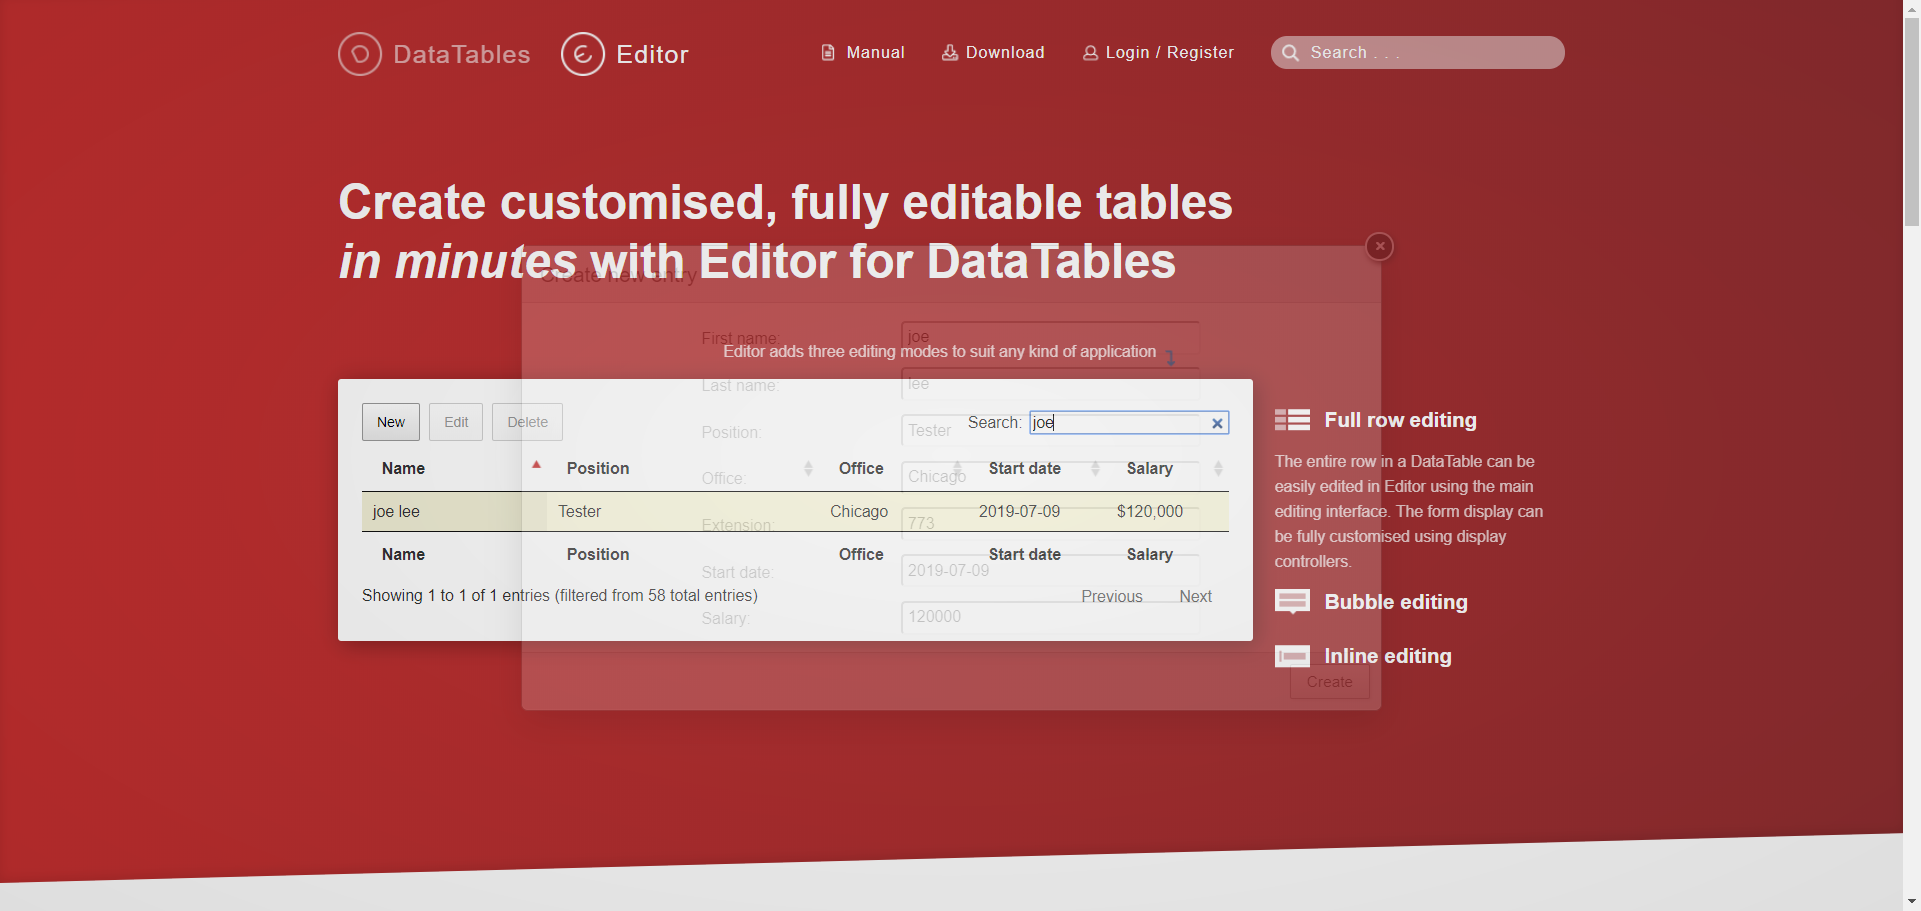 DataTables Editor Manual Download Login / Register Search . . .
Create customised, fully editable tables
in minutes with Editor for DataTables
Create new entry
First name: joe
Editor adds three editing modes to suit any kind of application
Last name: lee
New Edit Delete Search: joe
Position: Tester
Name Position Office Start date Salary
Office: Chicago
joe lee Tester Chicago 2019-07-09 $120,000
Extension: 773
Name Position Office Start date Salary
Start date: 2019-07-09
Showing 1 to 1 of 1 entries (filtered from 58 total entries) Previous Next
Salary: 120000
Create
Full row editing
The entire row in a DataTable can be
easily edited in Editor using the main
editing interface. The form display can
be fully customised using display
controllers.
Bubble editing
Inline editing